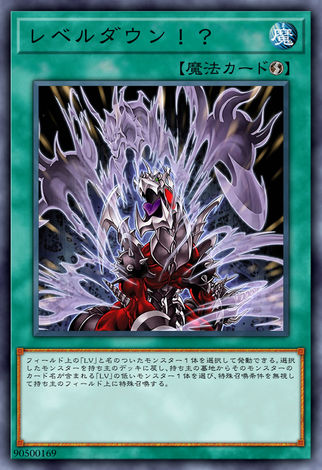 レベルダウン！？
魔
【魔法カード】
フィールド上の「LV」と名のついたモンスター１体を選択して発動できる。選択
したモンスターを持ち主のデッキに戻し、持ち主の墓地からそのモンスターの
カード名が含まれる「LV」の低いモンスター１体を選び、特殊召喚条件を無視し
て持ち主のフィールド上に特殊召喚する。
90500169